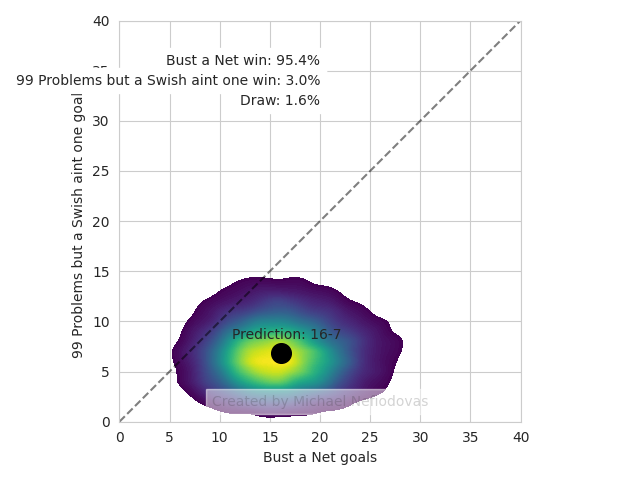 40
Bust a Net win: 95.4%
99 Problems but a Swish aint one win: 3.0%
Draw: 1.6%
99 Problems but a Swish aint one goal
30
25
20
15
10
5
0
Prediction: 16-7
Created by Michael Nefiodovas
0 5 10 15 20 25 30 35 40
Bust a Net goals